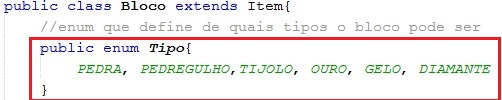 public class Bloco extends Item{
//enum que define de quais tipos o bloco pode ser
public enum Tipo{
PEDRA, PEDREGULHO,TIJOLO, OURO, GELO, DIAMANTE
}